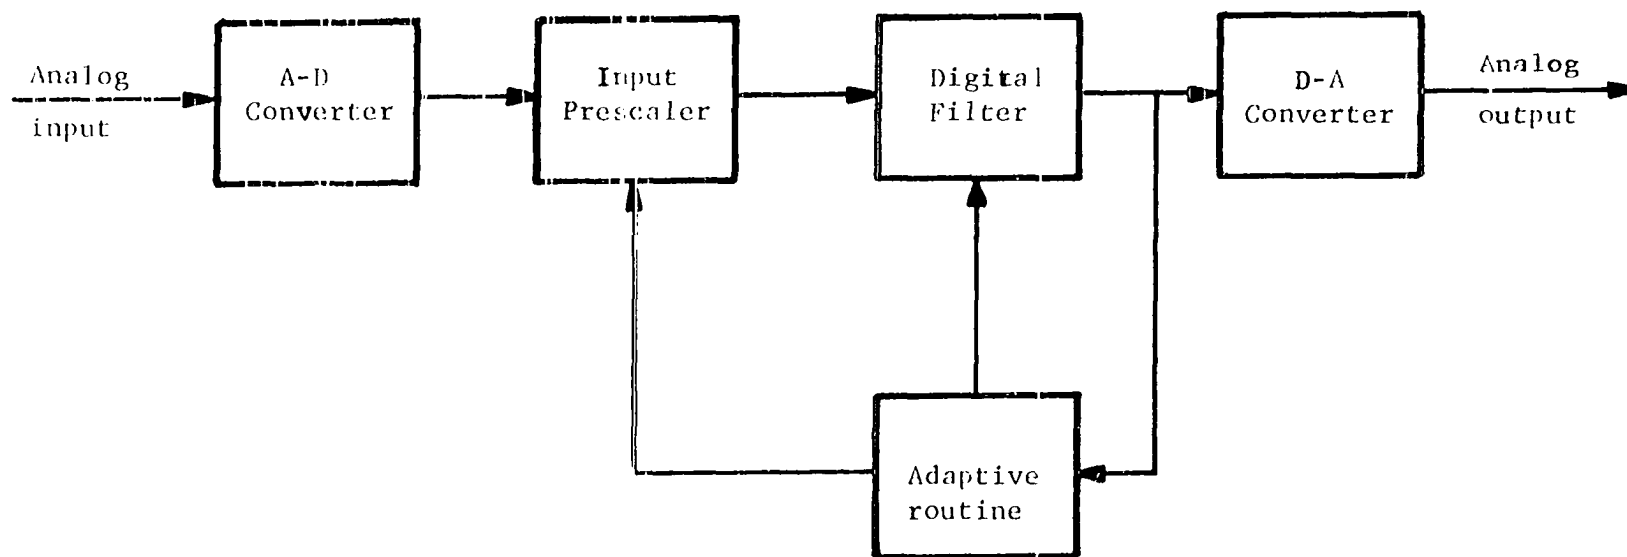 Analog
input
A-D
Converter
Input
Prescaler
Digital
Filter
D-A
Converter
Analog
output
Adaptive
routine